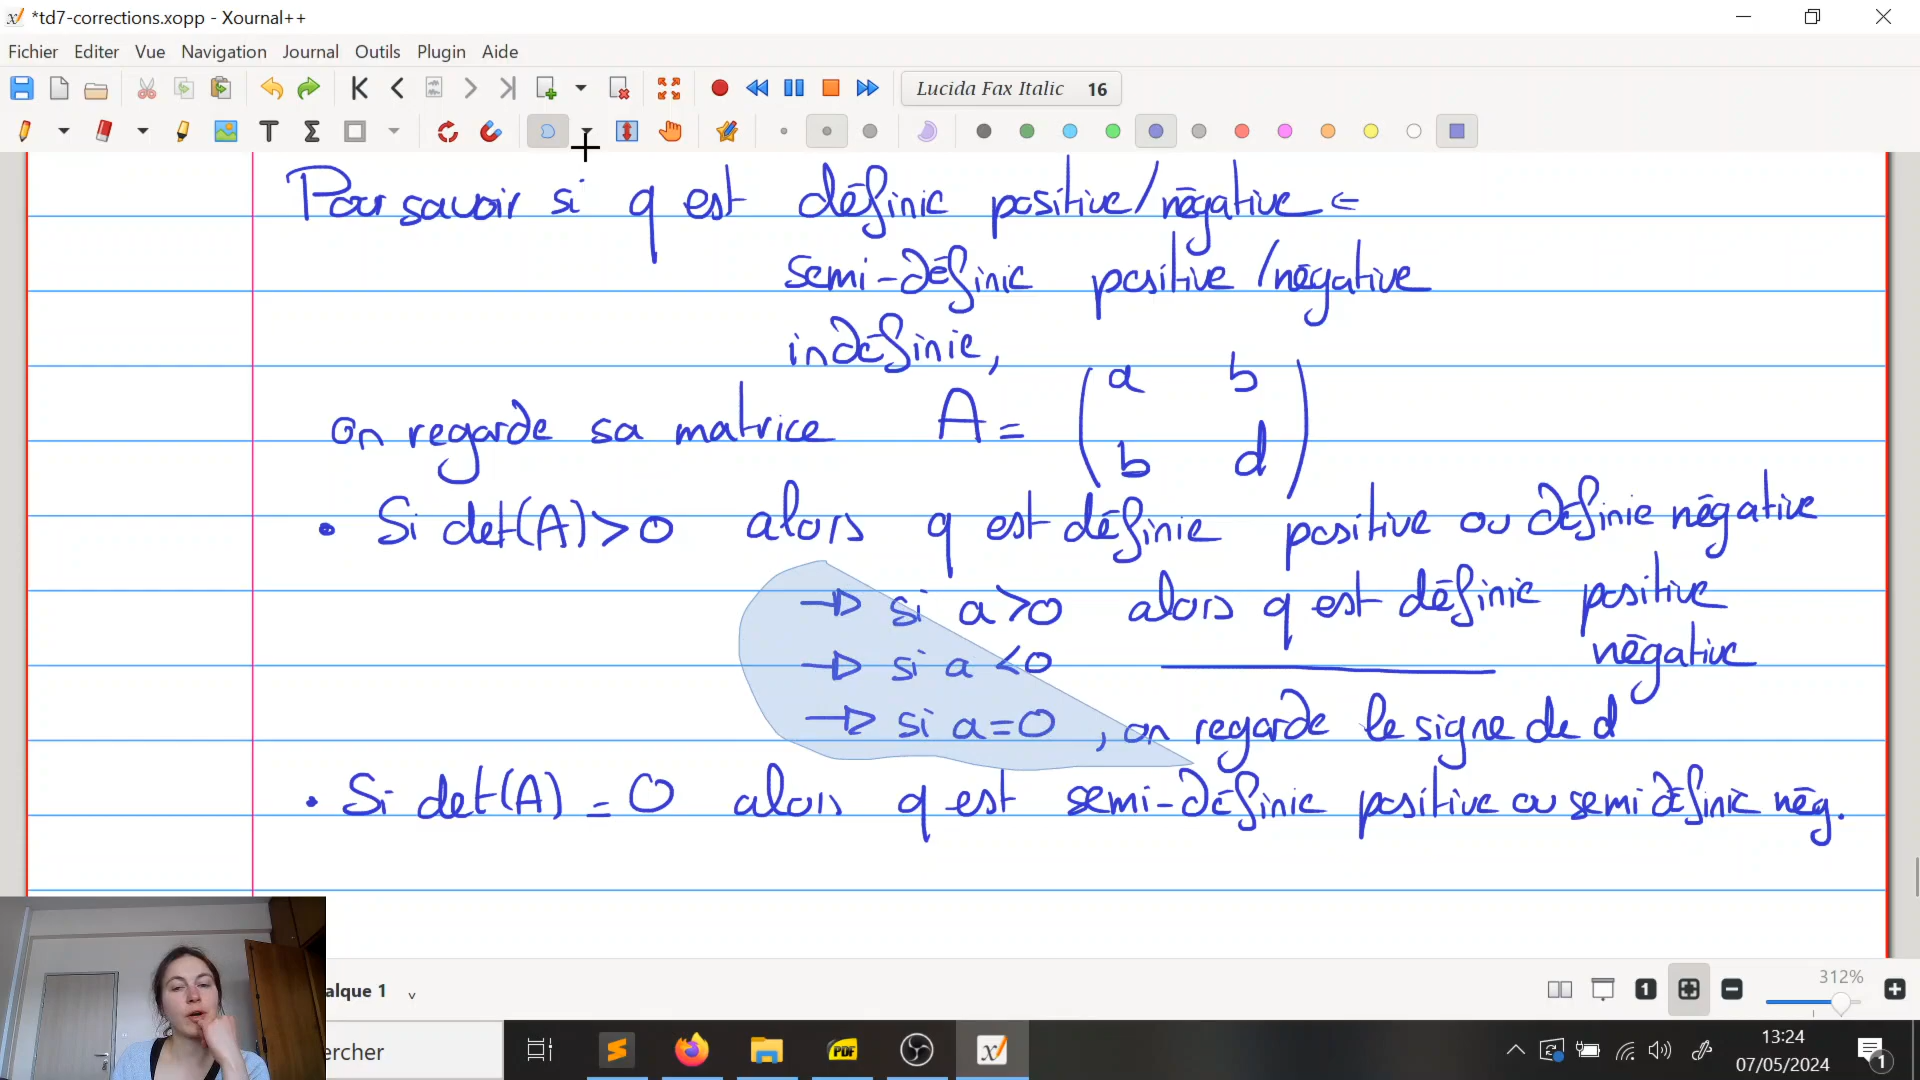 *td7-corrections.xopp - Xournal++
Fichier Editer Vue Navigation Journal Outils Plugin Aide
Lucida Fax Italic 16
Pour savoir si q est définie positive/négative
semi-définie positive/négative
indéfinie,
on regarde sa matrice A = ( a b
b d )
• Si det(A)>0 alors q est définie positive ou définie négative
→ si a>0 alors q est définie positive
→ si a<0 ——— négative
→ si a=0, on regarde le signe de d
• Si det(A) = 0 alors q est semi-définie positive ou semi définie nég.
alque 1
312%
ercher
13:24
07/05/2024
1